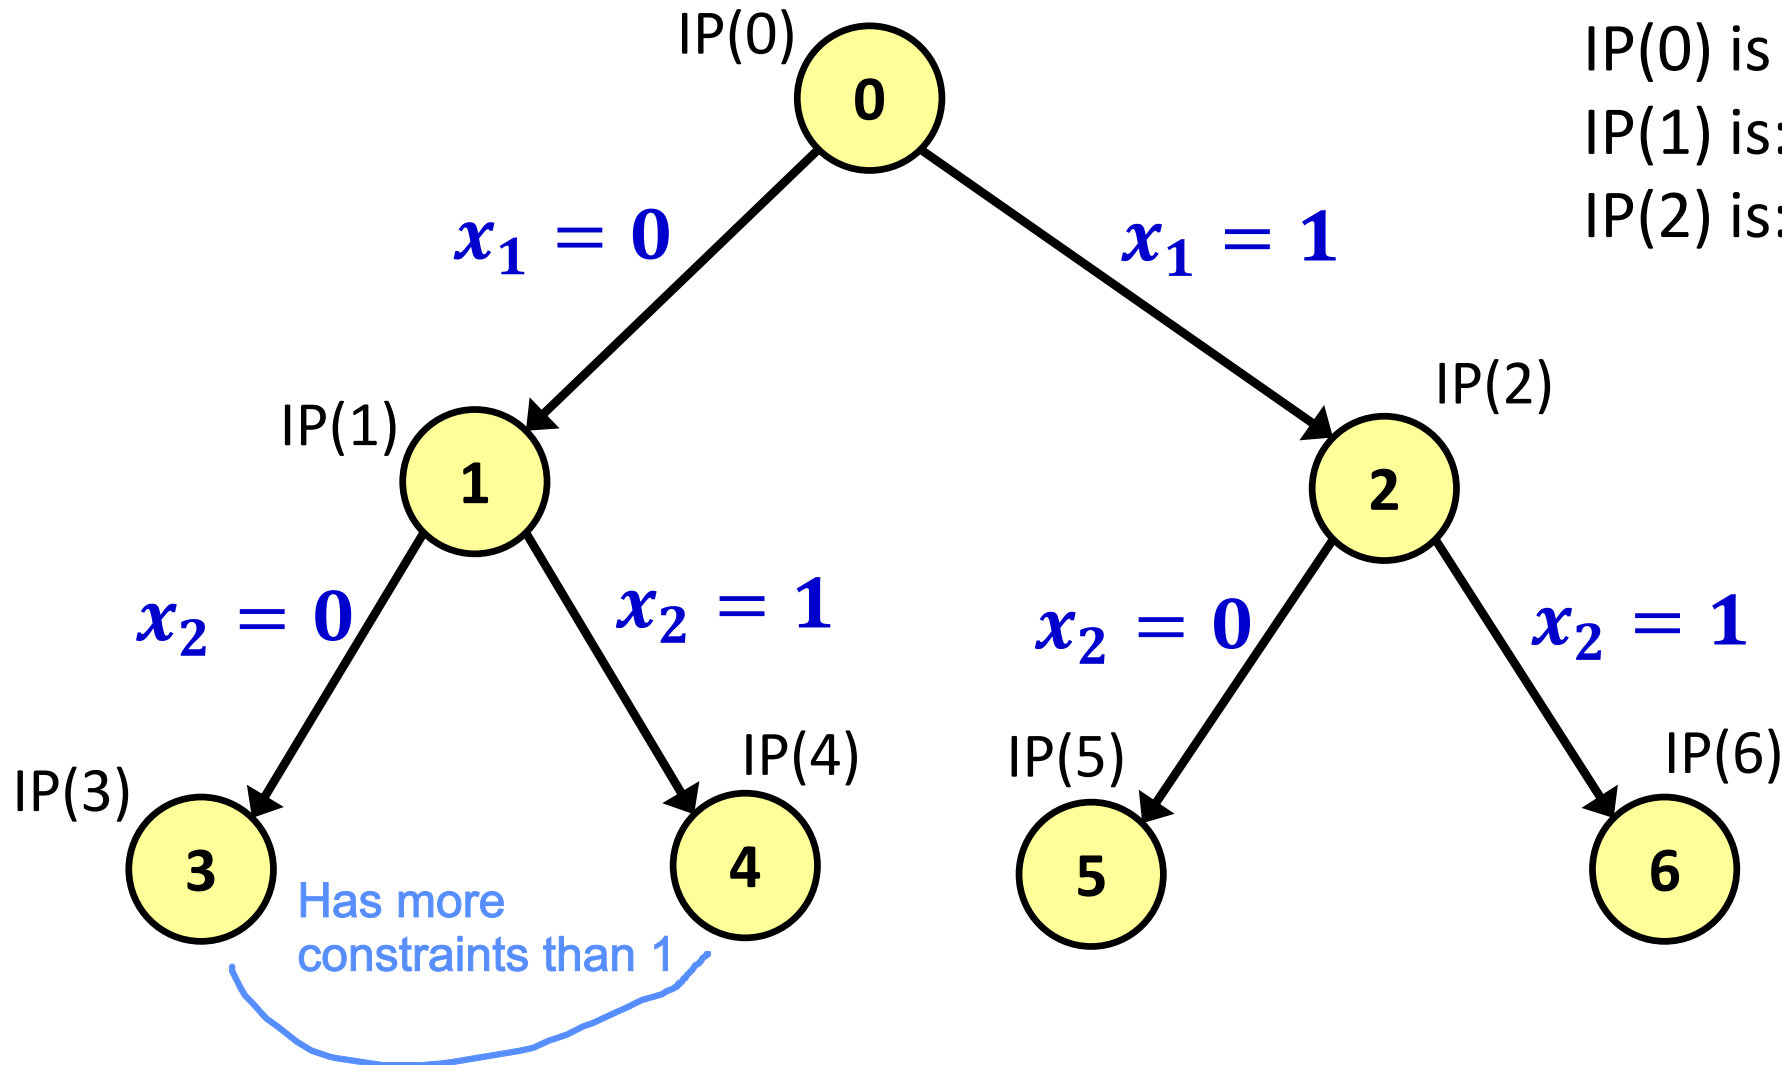 IP(0)
0
IP(0) is
IP(1) is:
IP(2) is:
x₁ = 0
x₁ = 1
IP(1)
1
IP(2)
2
x₂ = 0
x₂ = 1
x₂ = 0
x₂ = 1
IP(3)
3
IP(4)
4
IP(5)
5
IP(6)
6
Has more
constraints than 1